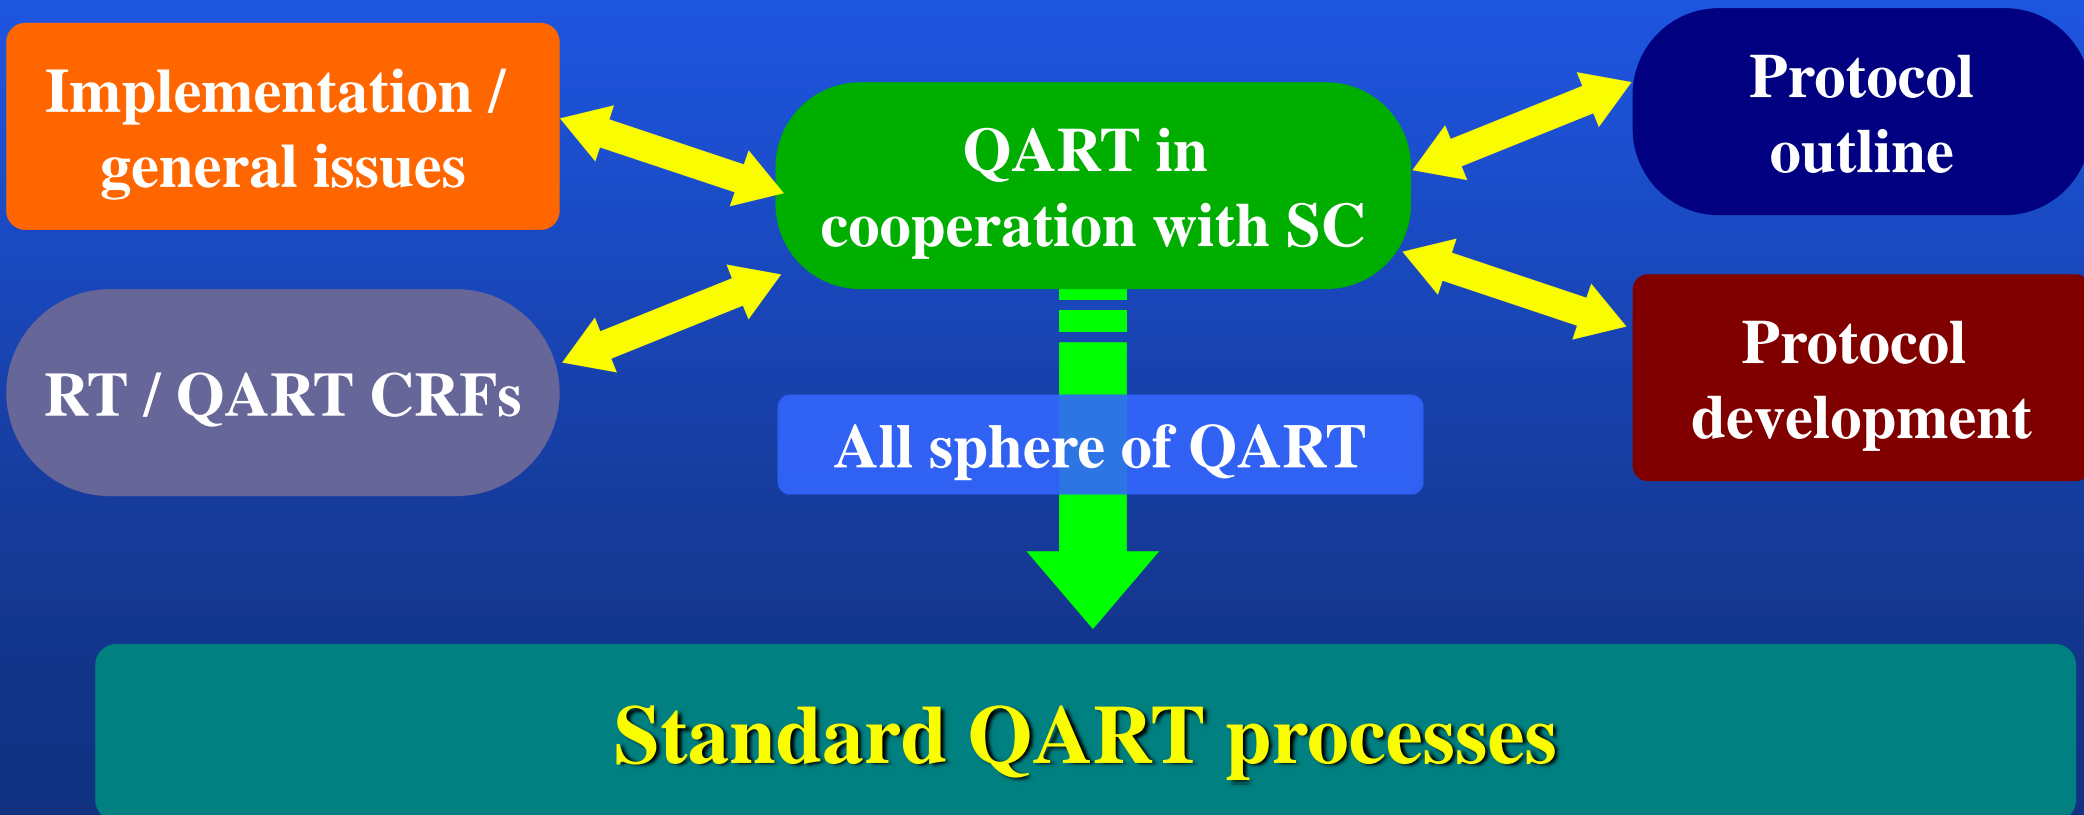 Implementation /
general issues
QART in
cooperation with SC
Protocol
outline
RT / QART CRFs
All sphere of QART
Protocol
development
Standard QART processes